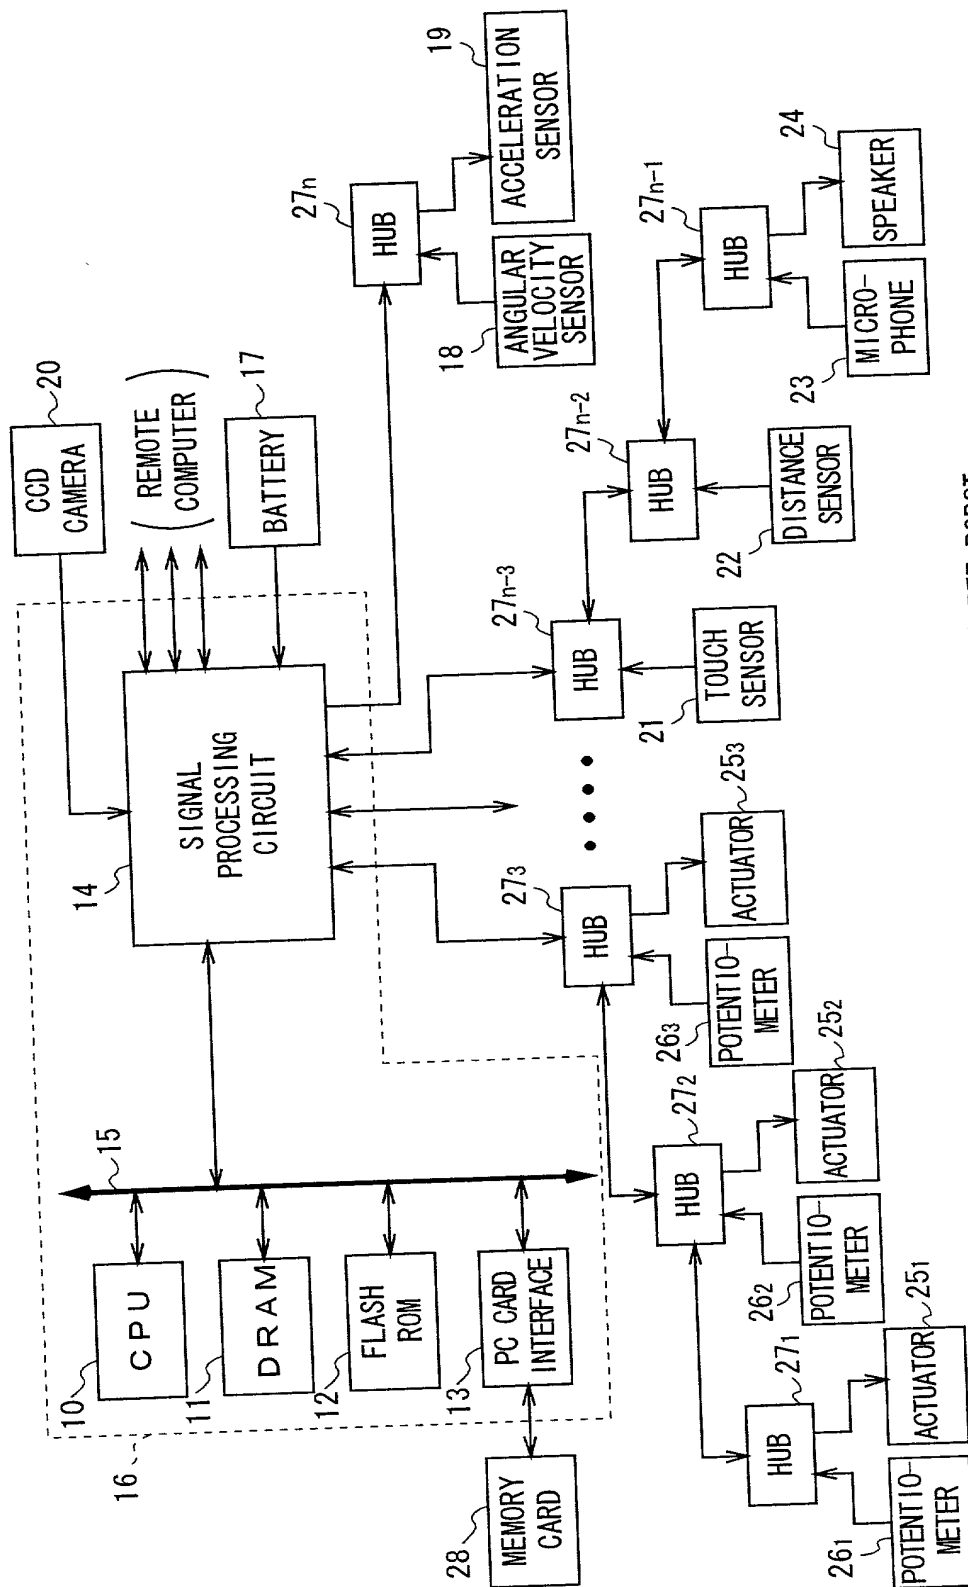 20
CCD
CAMERA
( REMOTE
COMPUTER )
17
BATTERY
14
SIGNAL
PROCESSING
CIRCUIT
16
15
10
CPU
11
DRAM
12
FLASH
ROM
13
PC CARD
INTERFACE
28
MEMORY
CARD
27n
HUB
18
ANGULAR
VELOCITY
SENSOR
19
ACCELERATION
SENSOR
27n-1
HUB
23
MICRO-
PHONE
24
SPEAKER
27n-2
HUB
22
DISTANCE
SENSOR
27n-3
HUB
21
TOUCH
SENSOR
273
HUB
263
POTENTIO-
METER
253
ACTUATOR
272
HUB
262
POTENTIO-
METER
252
ACTUATOR
271
HUB
261
POTENTIO-
METER
251
ACTUATOR